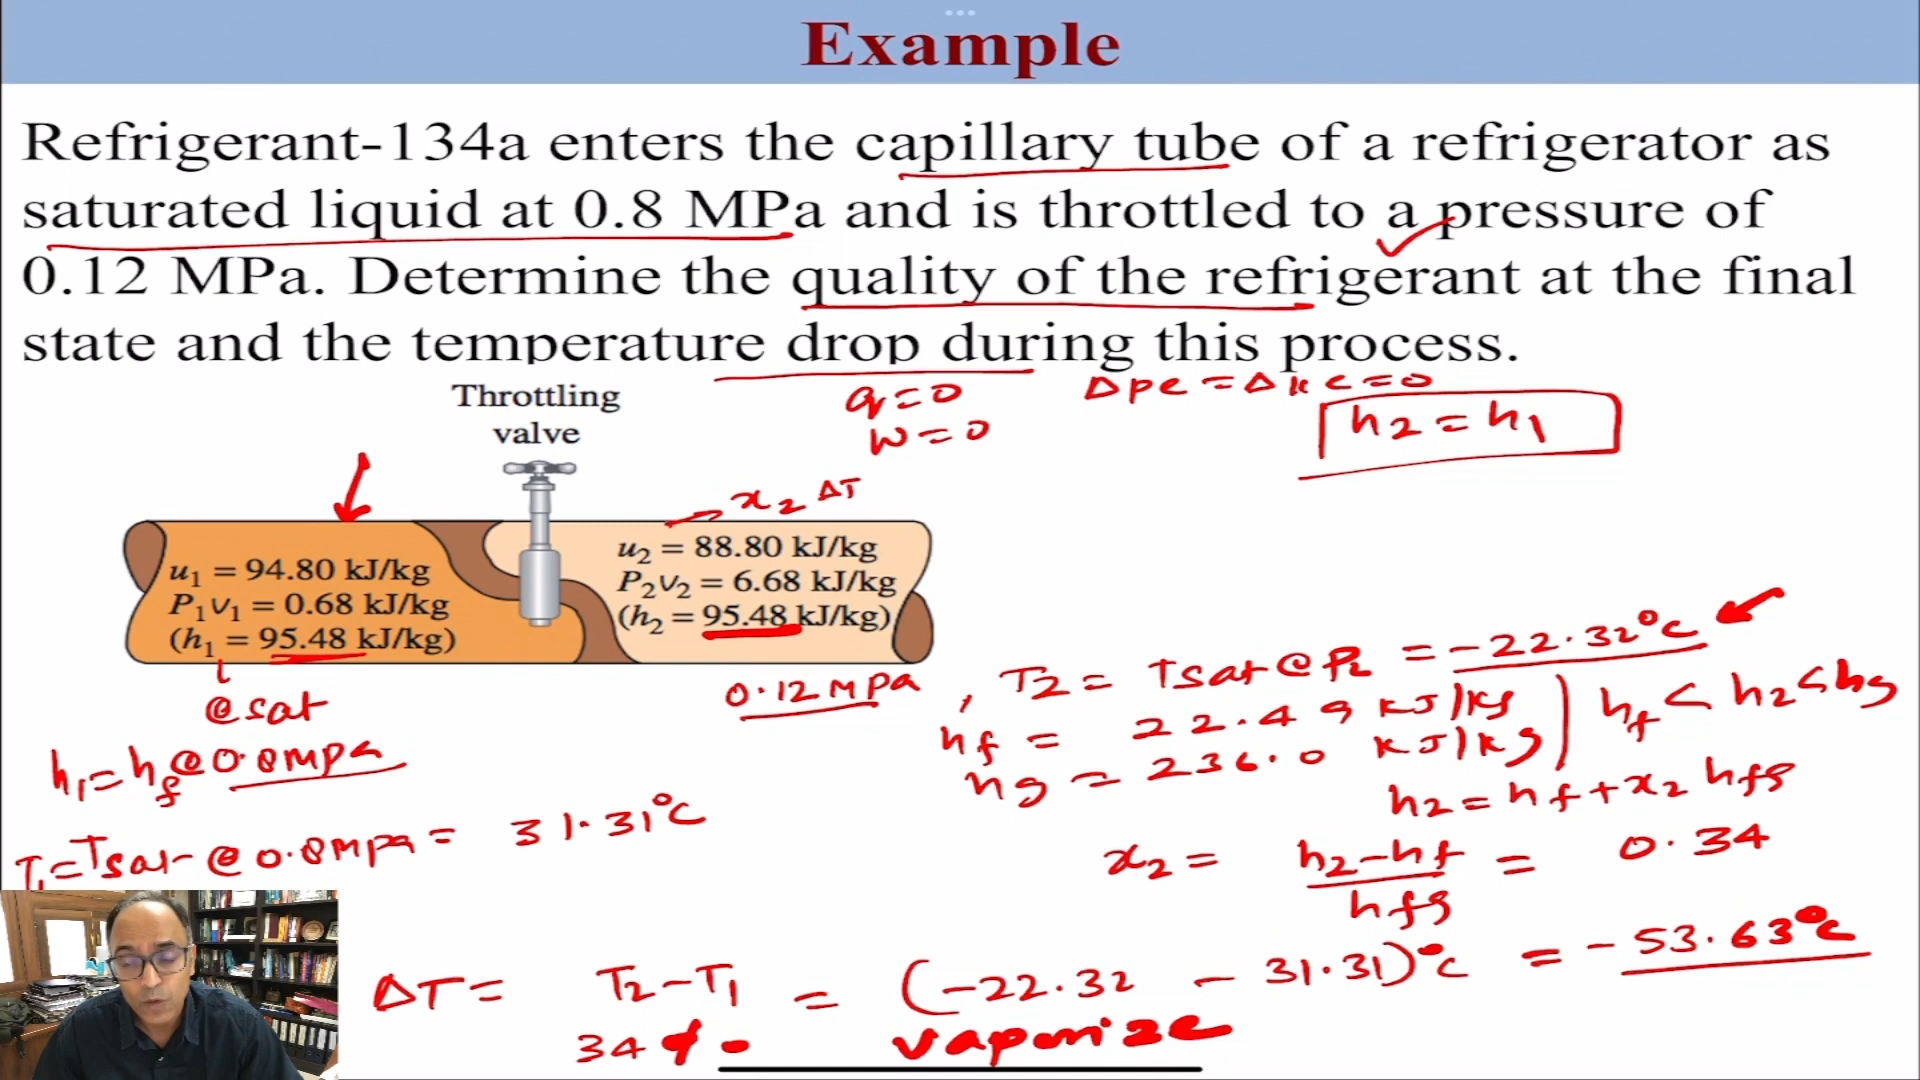 Example
Refrigerant-134a enters the capillary tube of a refrigerator as
saturated liquid at 0.8 MPa and is throttled to a pressure of
0.12 MPa. Determine the quality of the refrigerant at the final
state and the temperature drop during this process.
Throttling
valve
q=0
w=0
Δpe=Δke=0
h2=h1
x2 ΔT
u1 = 94.80 kJ/kg
P1v1 = 0.68 kJ/kg
(h1 = 95.48 kJ/kg)
u2 = 88.80 kJ/kg
P2v2 = 6.68 kJ/kg
(h2 = 95.48 kJ/kg)
@sat
0.12MPa
h1=hf@0.8MPa
T1=Tsat@0.8MPa= 31.31°C
, T2= Tsat@P2 =-22.32°C
hf= 22.49 kJ/kg
hg=236.0 kJ/kg
hf<h2<hg
h2=hf+x2hfg
x2= h2-hf/hfg = 0.34
ΔT= T2-T1 = (-22.32 - 31.31)°C = -53.63°C
34% vaporize